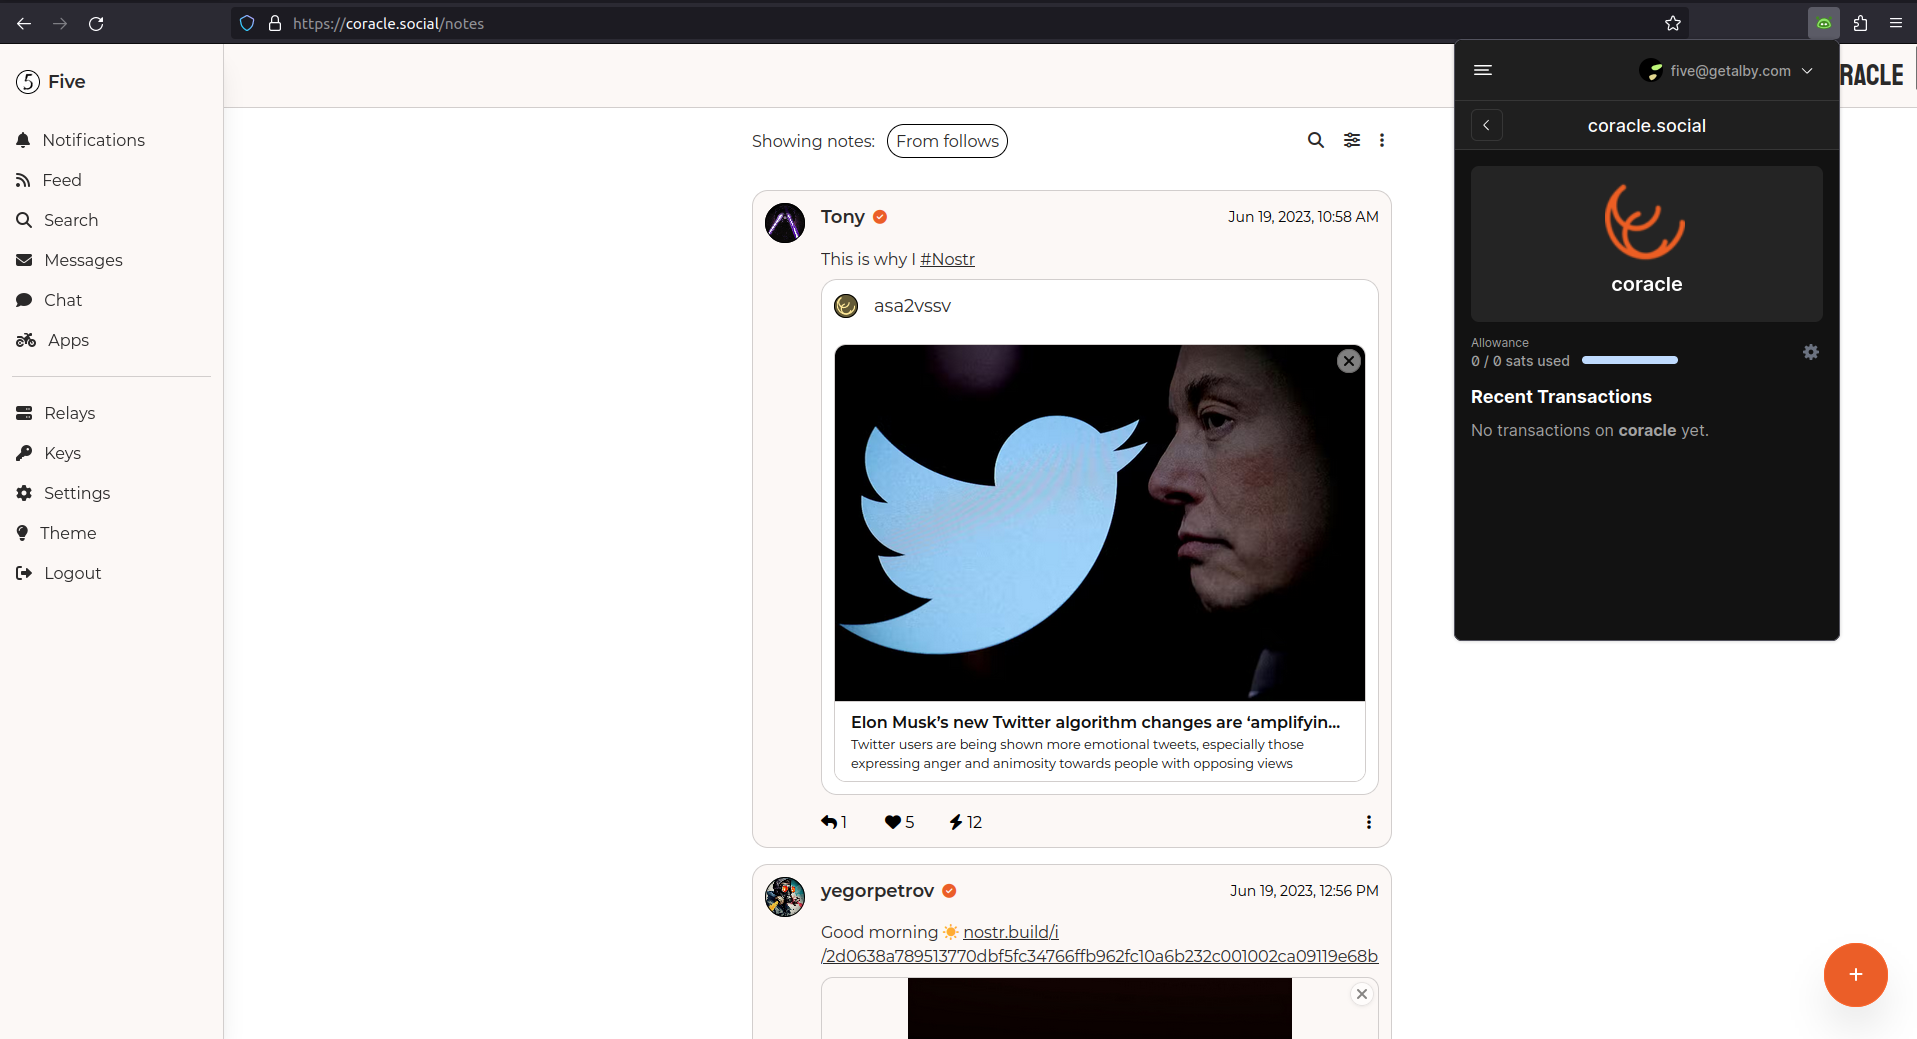 https://coracle.social/notes
5 Five
Notifications
Feed
Search
Messages
Chat
Apps
Relays
Keys
Settings
Theme
Logout
Showing notes: From follows
Tony Jun 19, 2023, 10:58 AM
This is why I #Nostr
asa2vssv
Elon Musk’s new Twitter algorithm changes are ‘amplifyin...
Twitter users are being shown more emotional tweets, especially those
expressing anger and animosity towards people with opposing views
1 5 12
yegorpetrov Jun 19, 2023, 12:56 PM
Good morning ☀️ nostr.build/i
/2d0638a789513770dbf5fc34766ffb962fc10a6b232c001002ca09119e68b
five@getalby.com
RACLE
coracle.social
coracle
Allowance
0 / 0 sats used
Recent Transactions
No transactions on coracle yet.
+